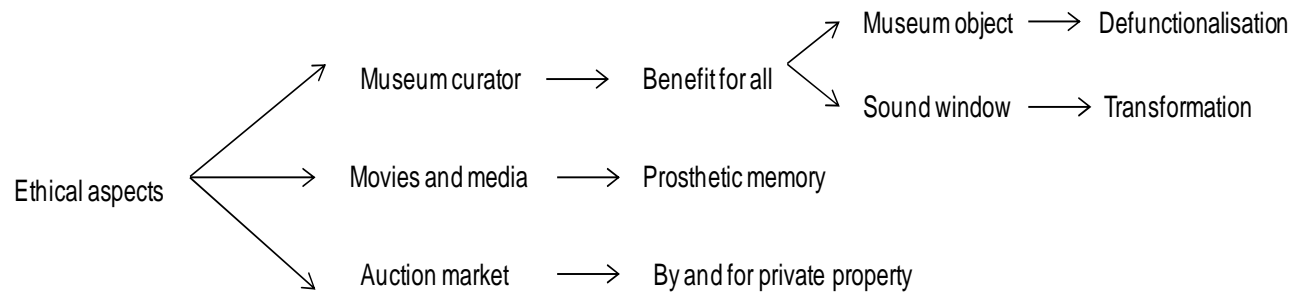 Museum object
Defunctionalisation
Museum curator
Benefit for all
Sound window
Transformation
Ethical aspects
Movies and media
Prosthetic memory
Auction market
By and for private property